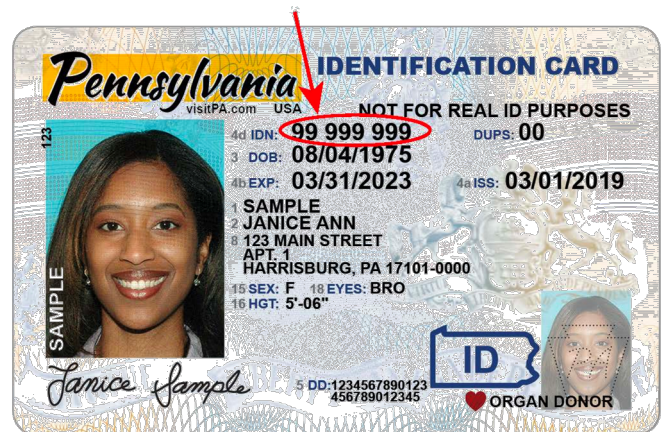 Pennsylvania
visitPA.com USA
IDENTIFICATION CARD
NOT FOR REAL ID PURPOSES
123
4d IDN: 99 999 999 DUPS: 00
3 DOB: 08/04/1975
4b EXP: 03/31/2023 4a ISS: 03/01/2019
1 SAMPLE
2 JANICE ANN
8 123 MAIN STREET
APT. 1
HARRISBURG, PA 17101-0000
15 SEX: F 18 EYES: BRO
16 HGT: 5'-06"
SAMPLE
Janice Sample
5 DD:1234567890123
456789012345
ID
ORGAN DONOR